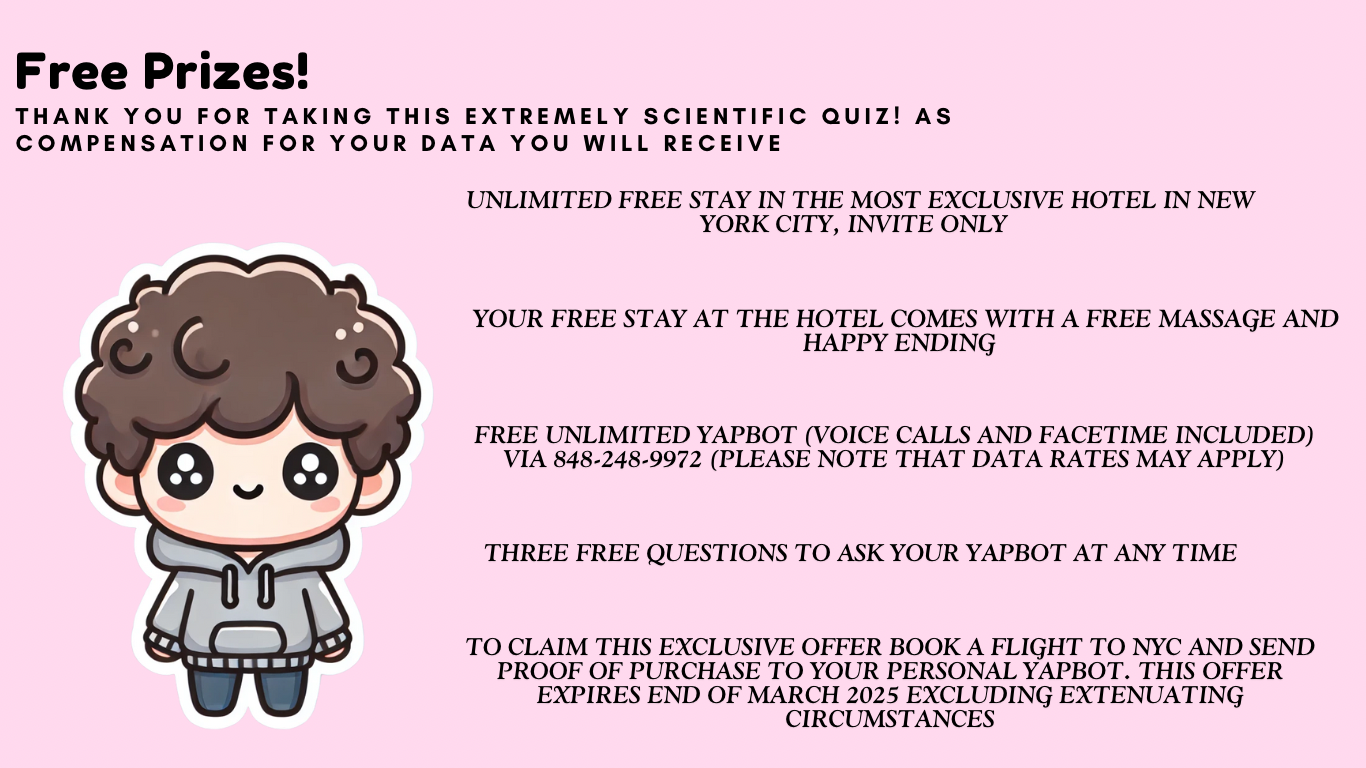 Free Prizes!
THANK YOU FOR TAKING THIS EXTREMELY SCIENTIFIC QUIZ! AS
COMPENSATION FOR YOUR DATA YOU WILL RECEIVE
UNLIMITED FREE STAY IN THE MOST EXCLUSIVE HOTEL IN NEW
YORK CITY, INVITE ONLY
YOUR FREE STAY AT THE HOTEL COMES WITH A FREE MASSAGE AND
HAPPY ENDING
FREE UNLIMITED YAPBOT (VOICE CALLS AND FACETIME INCLUDED)
VIA 848-248-9972 (PLEASE NOTE THAT DATA RATES MAY APPLY)
THREE FREE QUESTIONS TO ASK YOUR YAPBOT AT ANY TIME
TO CLAIM THIS EXCLUSIVE OFFER BOOK A FLIGHT TO NYC AND SEND
PROOF OF PURCHASE TO YOUR PERSONAL YAPBOT. THIS OFFER
EXPIRES END OF MARCH 2025 EXCLUDING EXTENUATING
CIRCUMSTANCES